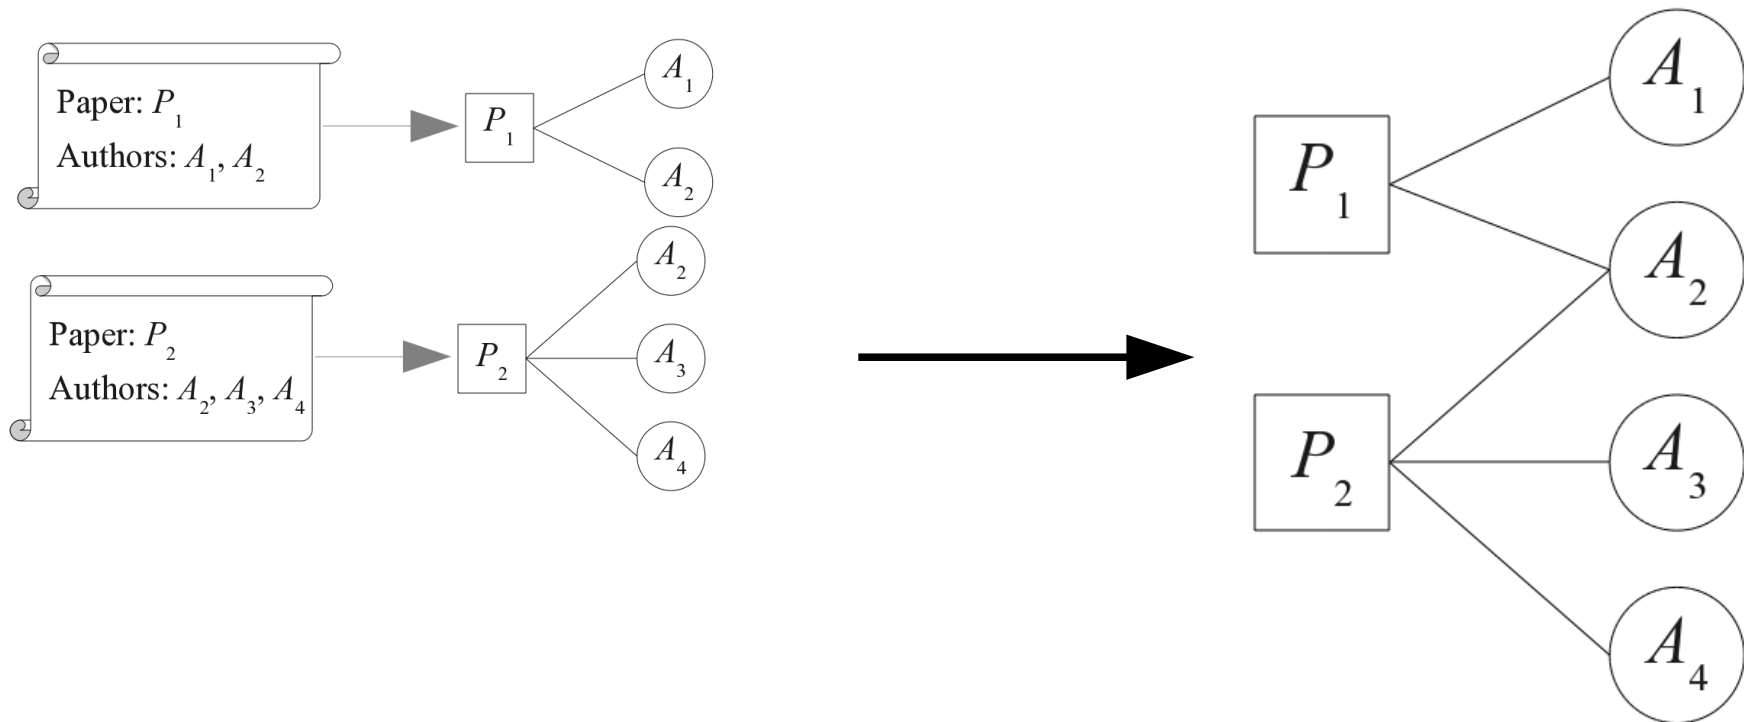 Paper: P1
Authors: A1, A2
P1
A1
A2
Paper: P2
Authors: A2, A3, A4
P2
A2
A3
A4
P1
P2
A1
A2
A3
A4